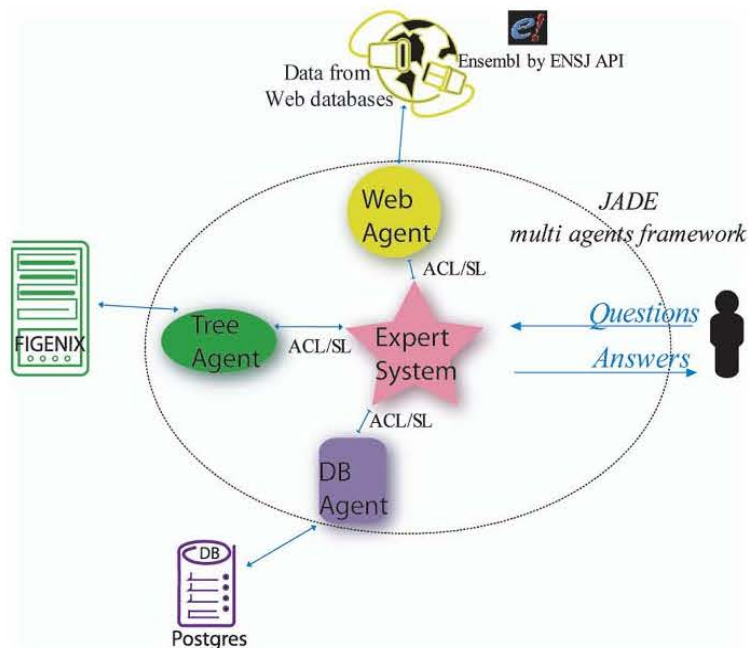 e!
Data from
Web databases
Ensembl by ENSJ API
Web
Agent
JADE
multi agents framework
ACL/SL
FIGENIX
Tree
Agent
ACL/SL
Expert
System
Questions
Answers
ACL/SL
DB
Agent
DB
Postgres